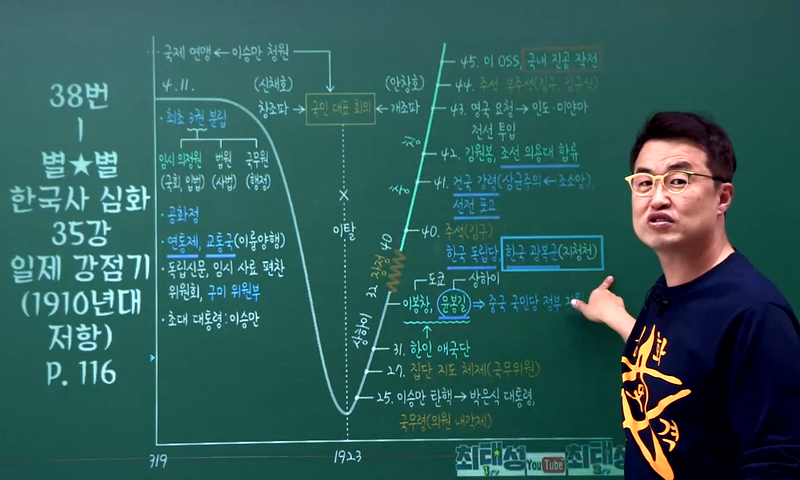 38번
|
별★별
한국사 심화
35강
일제 강점기
(1910년대
저항)
P. 116
국제 연맹 ← 이승만 청원
4.11.
(신채호)
(안창호)
창조파 → 국민 대표 회의 ← 개조파
· 최초 3권 분립
임시 의정원 법원 국무원
(국회, 입법) (사법) (행정)
· 공화정
· 연통제, 교통국(이륭양행)
· 독립신문, 임시 사료 편찬
위원회, 구미 위원부
· 초대 대통령 : 이승만
×
이탈
45. 미 OSS, 국내 진공 작전
44. 주석·부주석(김구·김규식)
43. 영국 요청 → 인도·미얀마
전선 투입
42. 김원봉, 조선 의용대 합류
41. 건국 강령(삼균주의 ← 조소앙),
선전 포고
40. 주석(김구)
한국 독립당, 한국 광복군(지청천)
충칭
32 장정 40
상하이
도쿄 상하이
이봉창, 윤봉길 → 중국 국민당 정부
31. 한인 애국단
27. 집단 지도 체제(국무위원)
25. 이승만 탄핵 → 박은식 대통령,
국무령(의원 내각제)
319
1923
최태성 YouTube 최태성